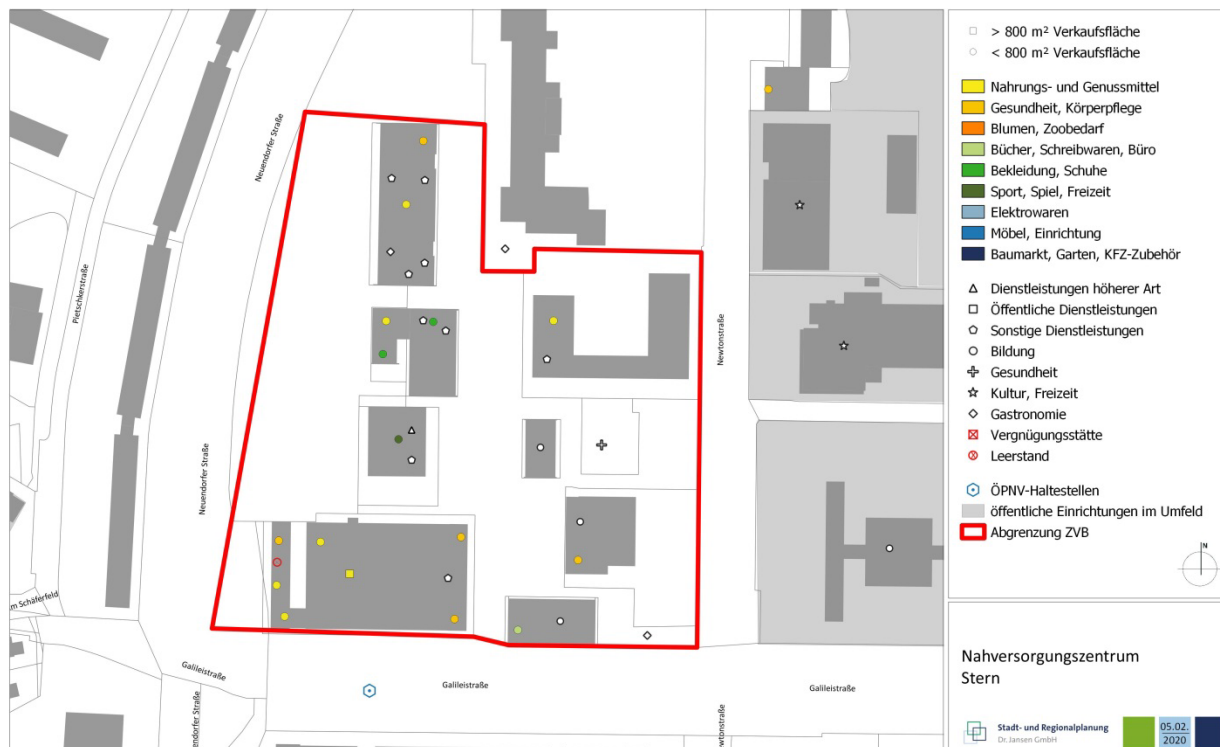 Neuendorfer Straße
Pietschkerstraße
Newtonstraße
Neuendorfer Straße
m Schäferfeld
Galileistraße
Galileistraße
Galileistraße
Neuendorfer Straße
Newtonstraße
> 800 m² Verkaufsfläche
< 800 m² Verkaufsfläche
Nahrungs- und Genussmittel
Gesundheit, Körperpflege
Blumen, Zoobedarf
Bücher, Schreibwaren, Büro
Bekleidung, Schuhe
Sport, Spiel, Freizeit
Elektrowaren
Möbel, Einrichtung
Baumarkt, Garten, KFZ-Zubehör
Dienstleistungen höherer Art
Öffentliche Dienstleistungen
Sonstige Dienstleistungen
Bildung
Gesundheit
Kultur, Freizeit
Gastronomie
Vergnügungsstätte
Leerstand
ÖPNV-Haltestellen
öffentliche Einrichtungen im Umfeld
Abgrenzung ZVB
N
Nahversorgungszentrum
Stern
Stadt- und Regionalplanung
Dr. Jansen GmbH
05.02.
2020